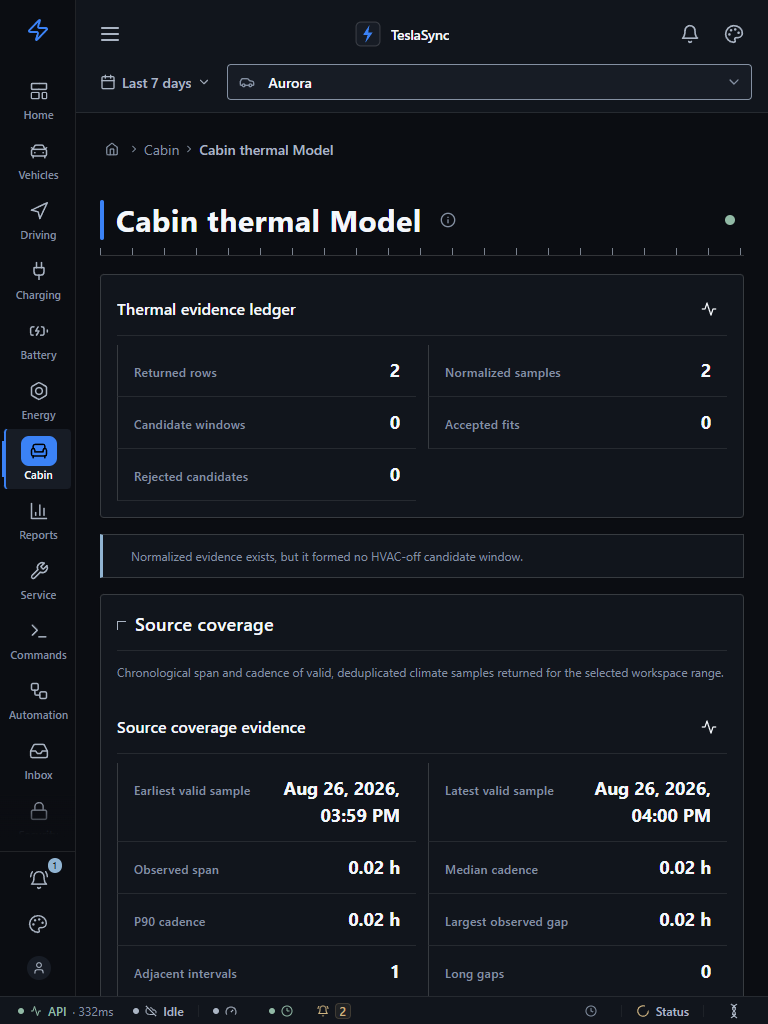 TeslaSync
Last 7 days
Aurora
Home
Vehicles
Driving
Charging
Battery
Energy
Cabin
Reports
Service
Commands
Automation
Inbox
1
Cabin
Cabin thermal Model
Cabin thermal Model
Thermal evidence ledger
Returned rows 2
Normalized samples 2
Candidate windows 0
Accepted fits 0
Rejected candidates 0
Normalized evidence exists, but it formed no HVAC-off candidate window.
Source coverage
Chronological span and cadence of valid, deduplicated climate samples returned for the selected workspace range.
Source coverage evidence
Earliest valid sample Aug 26, 2026,
03:59 PM
Latest valid sample Aug 26, 2026,
04:00 PM
Observed span 0.02 h
Median cadence 0.02 h
P90 cadence 0.02 h
Largest observed gap 0.02 h
Adjacent intervals 1
Long gaps 0
API · 332ms
Idle
2
Status